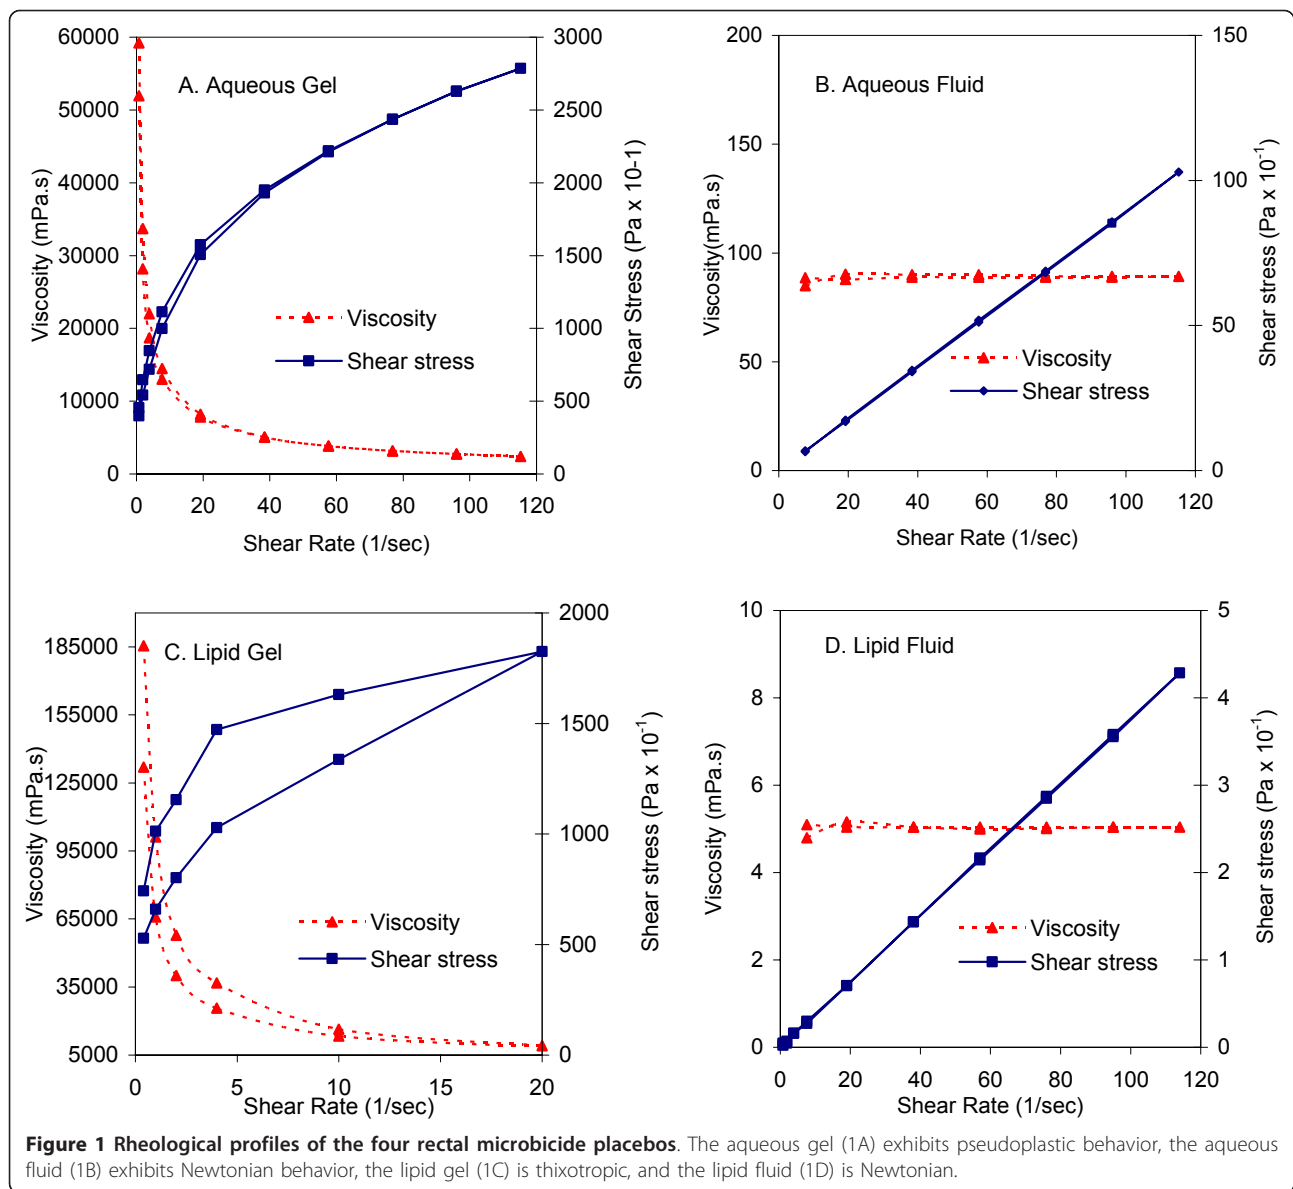 A. Aqueous Gel
60000
50000
40000
30000
20000
10000
0
Viscosity (mPa.s)
3000
2500
2000
1500
1000
500
0
Shear Stress (Pa x 10-1)
Viscosity
Shear stress
0 20 40 60 80 100 120
Shear Rate (1/sec)
B. Aqueous Fluid
200
150
100
50
0
Viscosity(mPa.s)
150
100
50
0
Shear stress (Pa x 10⁻¹)
Viscosity
Shear stress
0 20 40 60 80 100 120
Shear Rate (1/sec)
C. Lipid Gel
185000
155000
125000
95000
65000
35000
5000
Viscosity (mPa.s)
2000
1500
1000
500
0
Shear stress (Pa x 10⁻¹)
Viscosity
Shear stress
0 5 10 15 20
Shear Rate (1/sec)
D. Lipid Fluid
10
8
6
4
2
0
Viscosity (mPa.s)
5
4
3
2
1
0
Shear stress (Pa x 10⁻¹)
Viscosity
Shear stress
0 20 40 60 80 100 120
Shear Rate (1/sec)
Figure 1 Rheological profiles of the four rectal microbicide placebos. The aqueous gel (1A) exhibits pseudoplastic behavior, the aqueous
fluid (1B) exhibits Newtonian behavior, the lipid gel (1C) is thixotropic, and the lipid fluid (1D) is Newtonian.